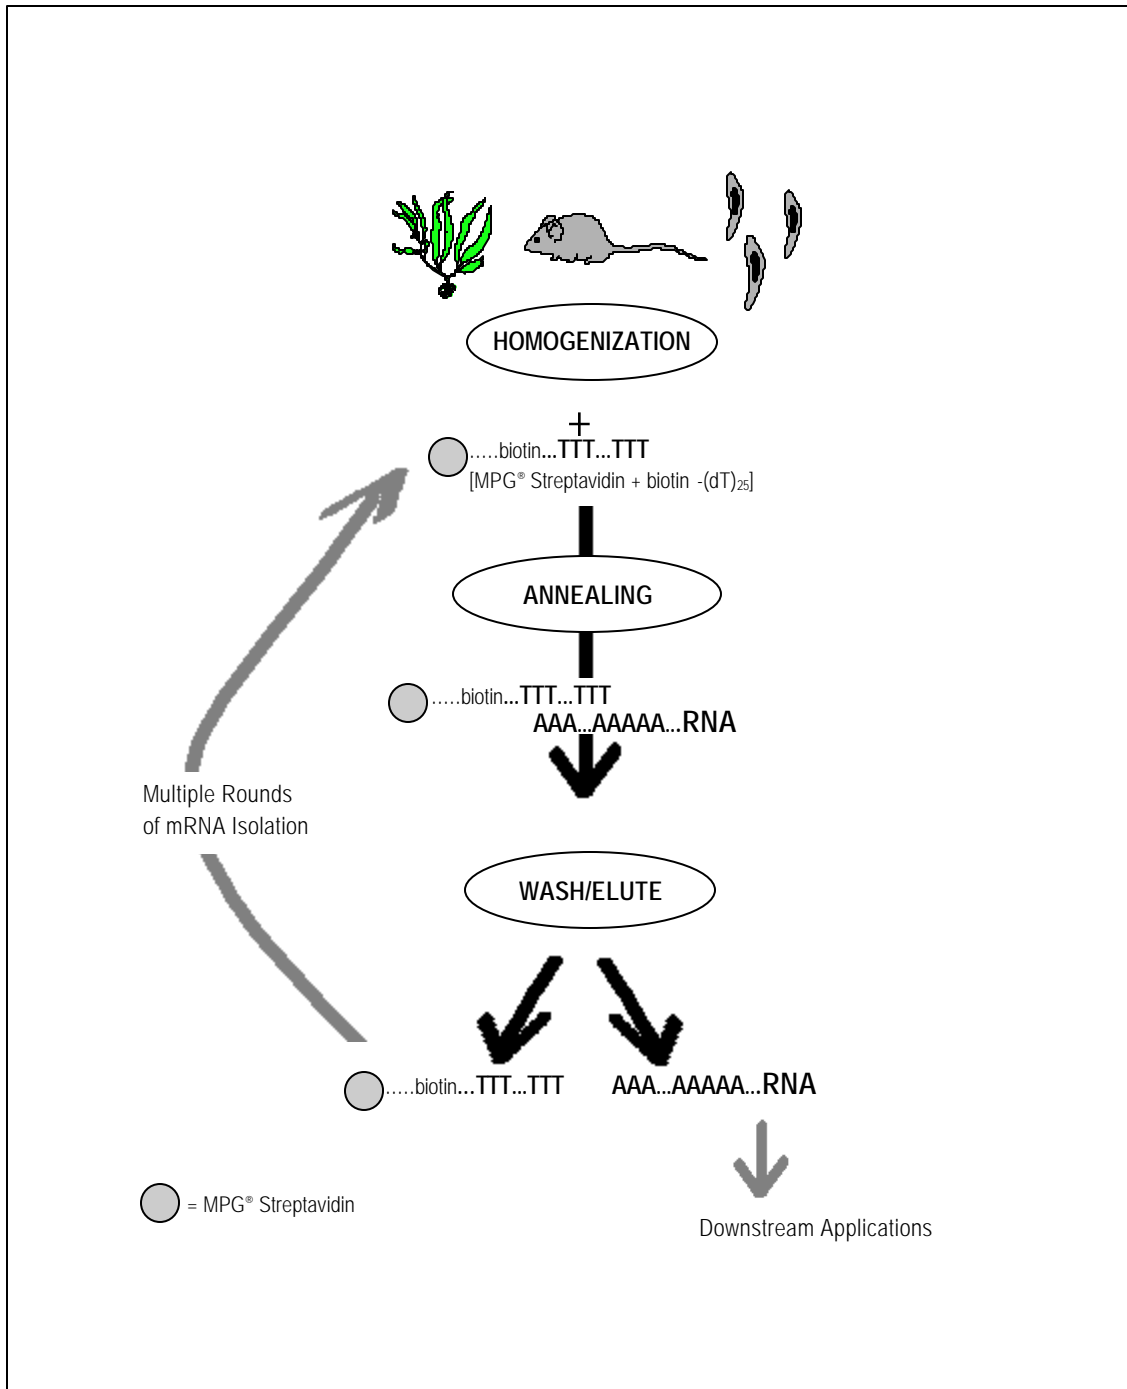 HOMOGENIZATION
+
.....biotin...TTT...TTT
[MPG® Streptavidin + biotin -(dT)₂₅]
ANNEALING
.....biotin...TTT...TTT
AAA...AAAAA...RNA
Multiple Rounds
of mRNA Isolation
WASH/ELUTE
.....biotin...TTT...TTT
AAA...AAAAA...RNA
= MPG® Streptavidin
Downstream Applications